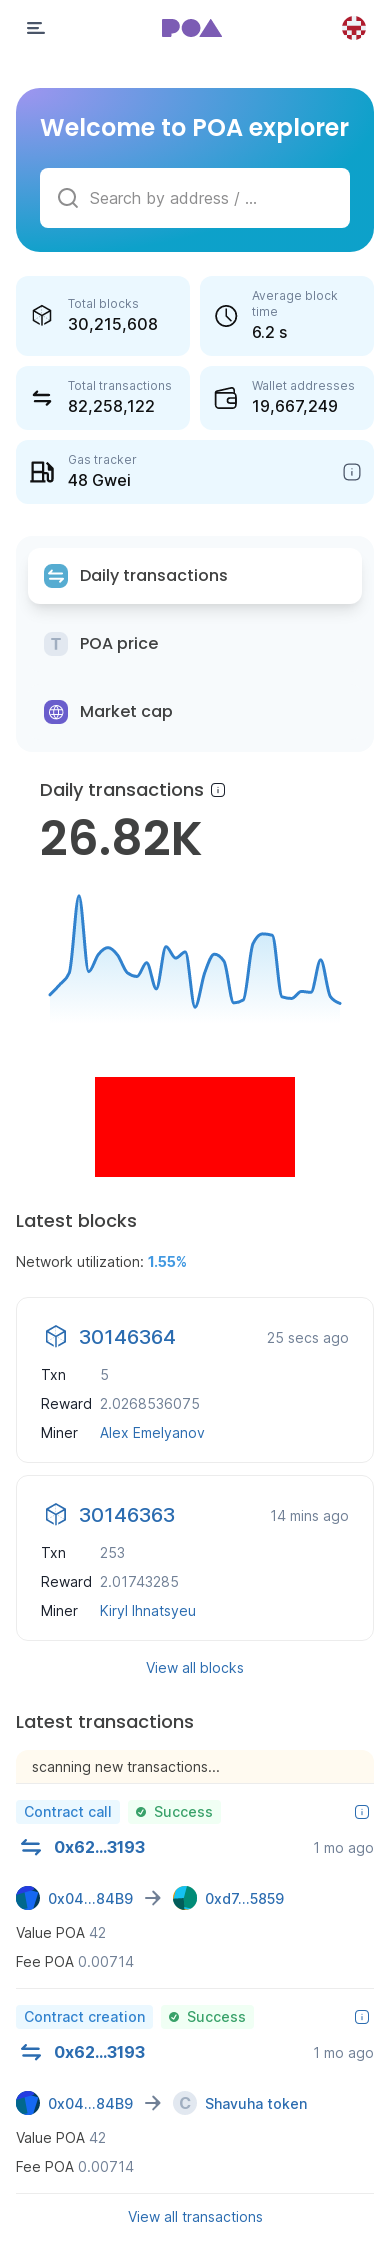 POA
Welcome to POA explorer
Search by address / ...
Total blocks
30,215,608
Average block
time
6.2 s
Total transactions
82,258,122
Wallet addresses
19,667,249
Gas tracker
48 Gwei
Daily transactions
T
POA price
Market cap
Daily transactions
26.82K
Latest blocks
Network utilization: 1.55%
30146364
25 secs ago
Txn 5
Reward 2.0268536075
Miner Alex Emelyanov
30146363
14 mins ago
Txn 253
Reward 2.01743285
Miner Kiryl Ihnatsyeu
View all blocks
Latest transactions
scanning new transactions...
Contract call Success
0x62...3193 1 mo ago
0x04...84B9 0xd7...5859
Value POA 42
Fee POA 0.00714
Contract creation Success
0x62...3193 1 mo ago
0x04...84B9 C Shavuha token
Value POA 42
Fee POA 0.00714
View all transactions